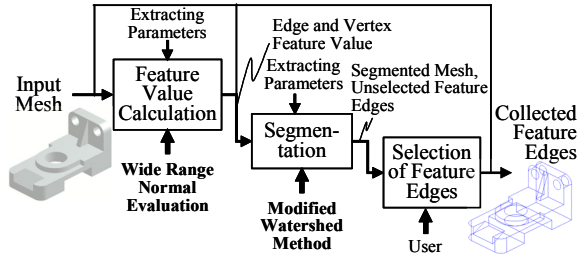 Extracting
Parameters
Edge and Vertex
Feature Value
Input
Mesh
Feature
Value
Calculation
Extracting
Parameters
Segmented Mesh,
Unselected Feature
Edges
Segmen-
tation
Collected
Feature
Edges
Selection
of Feature
Edges
Wide Range
Normal
Evaluation
Modified
Watershed
Method
User